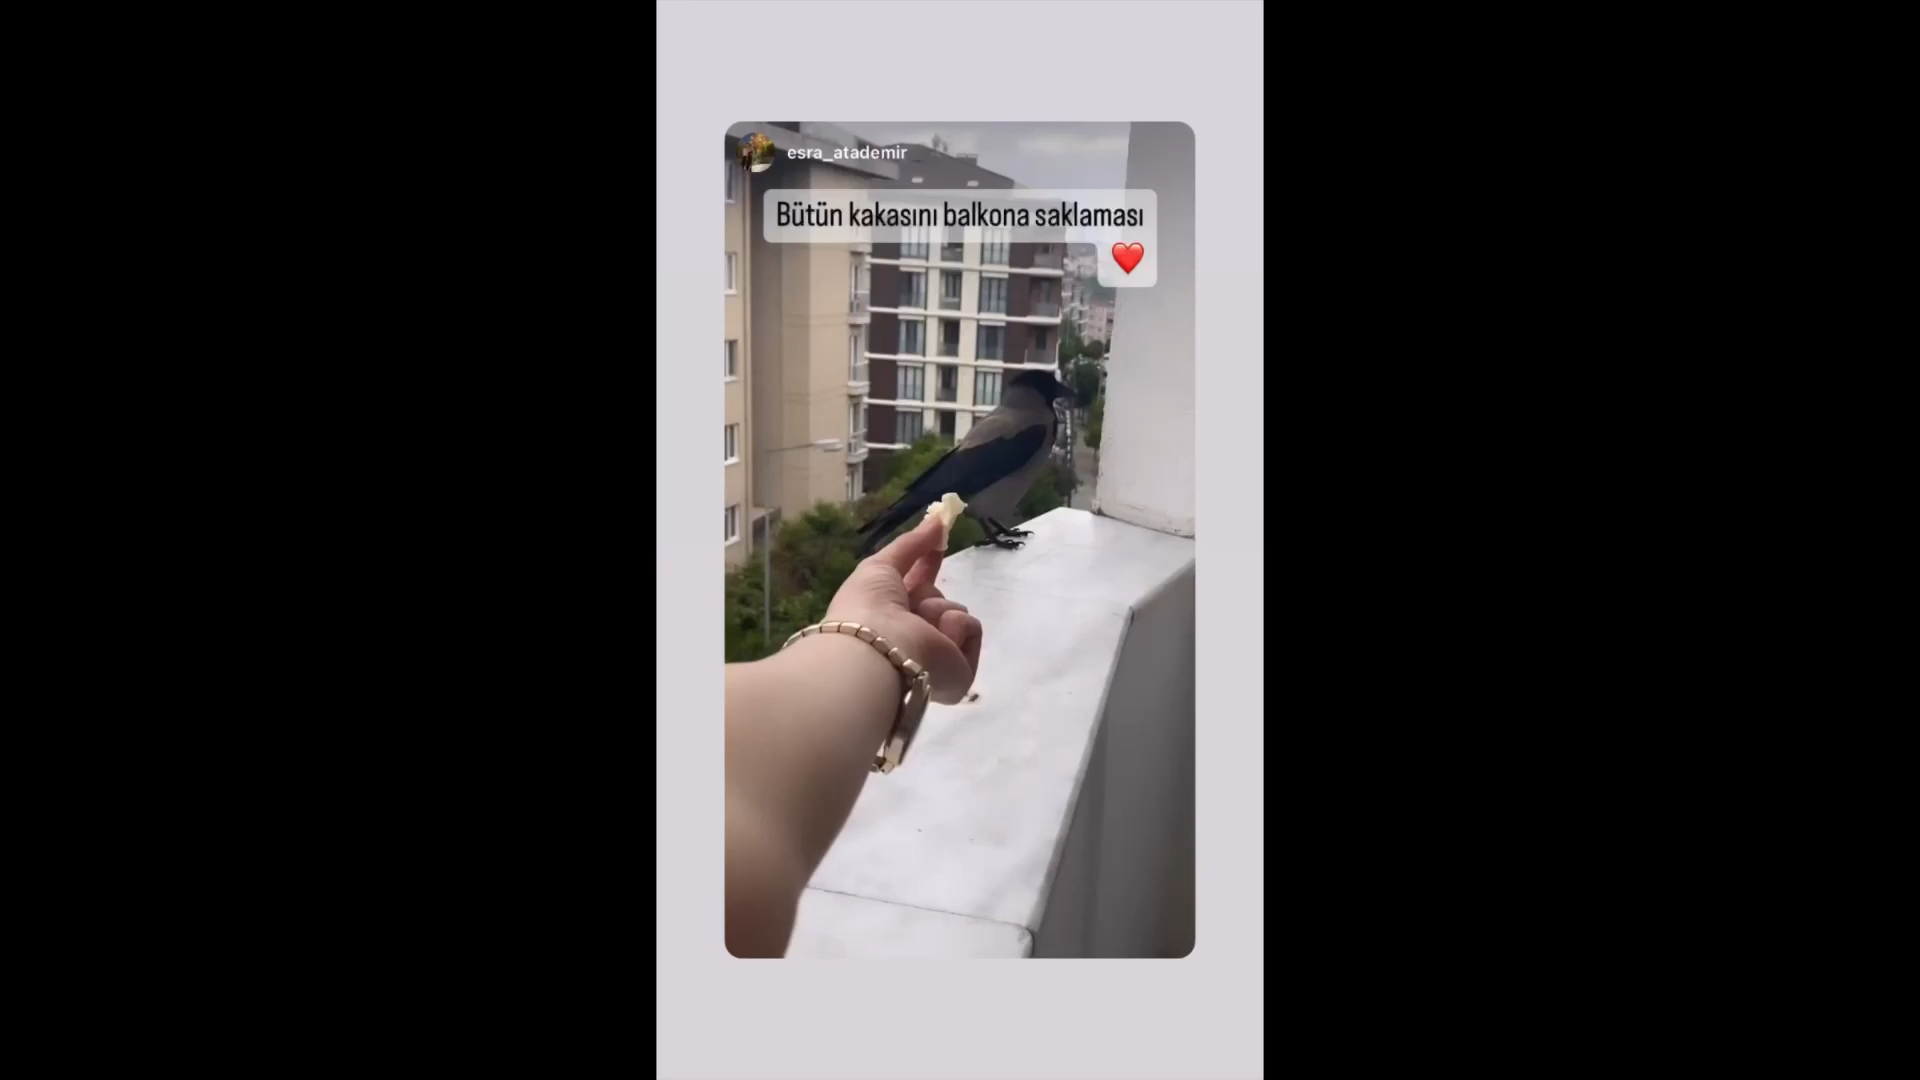 esra_atademir
Bütün kakasını balkona saklaması
❤️